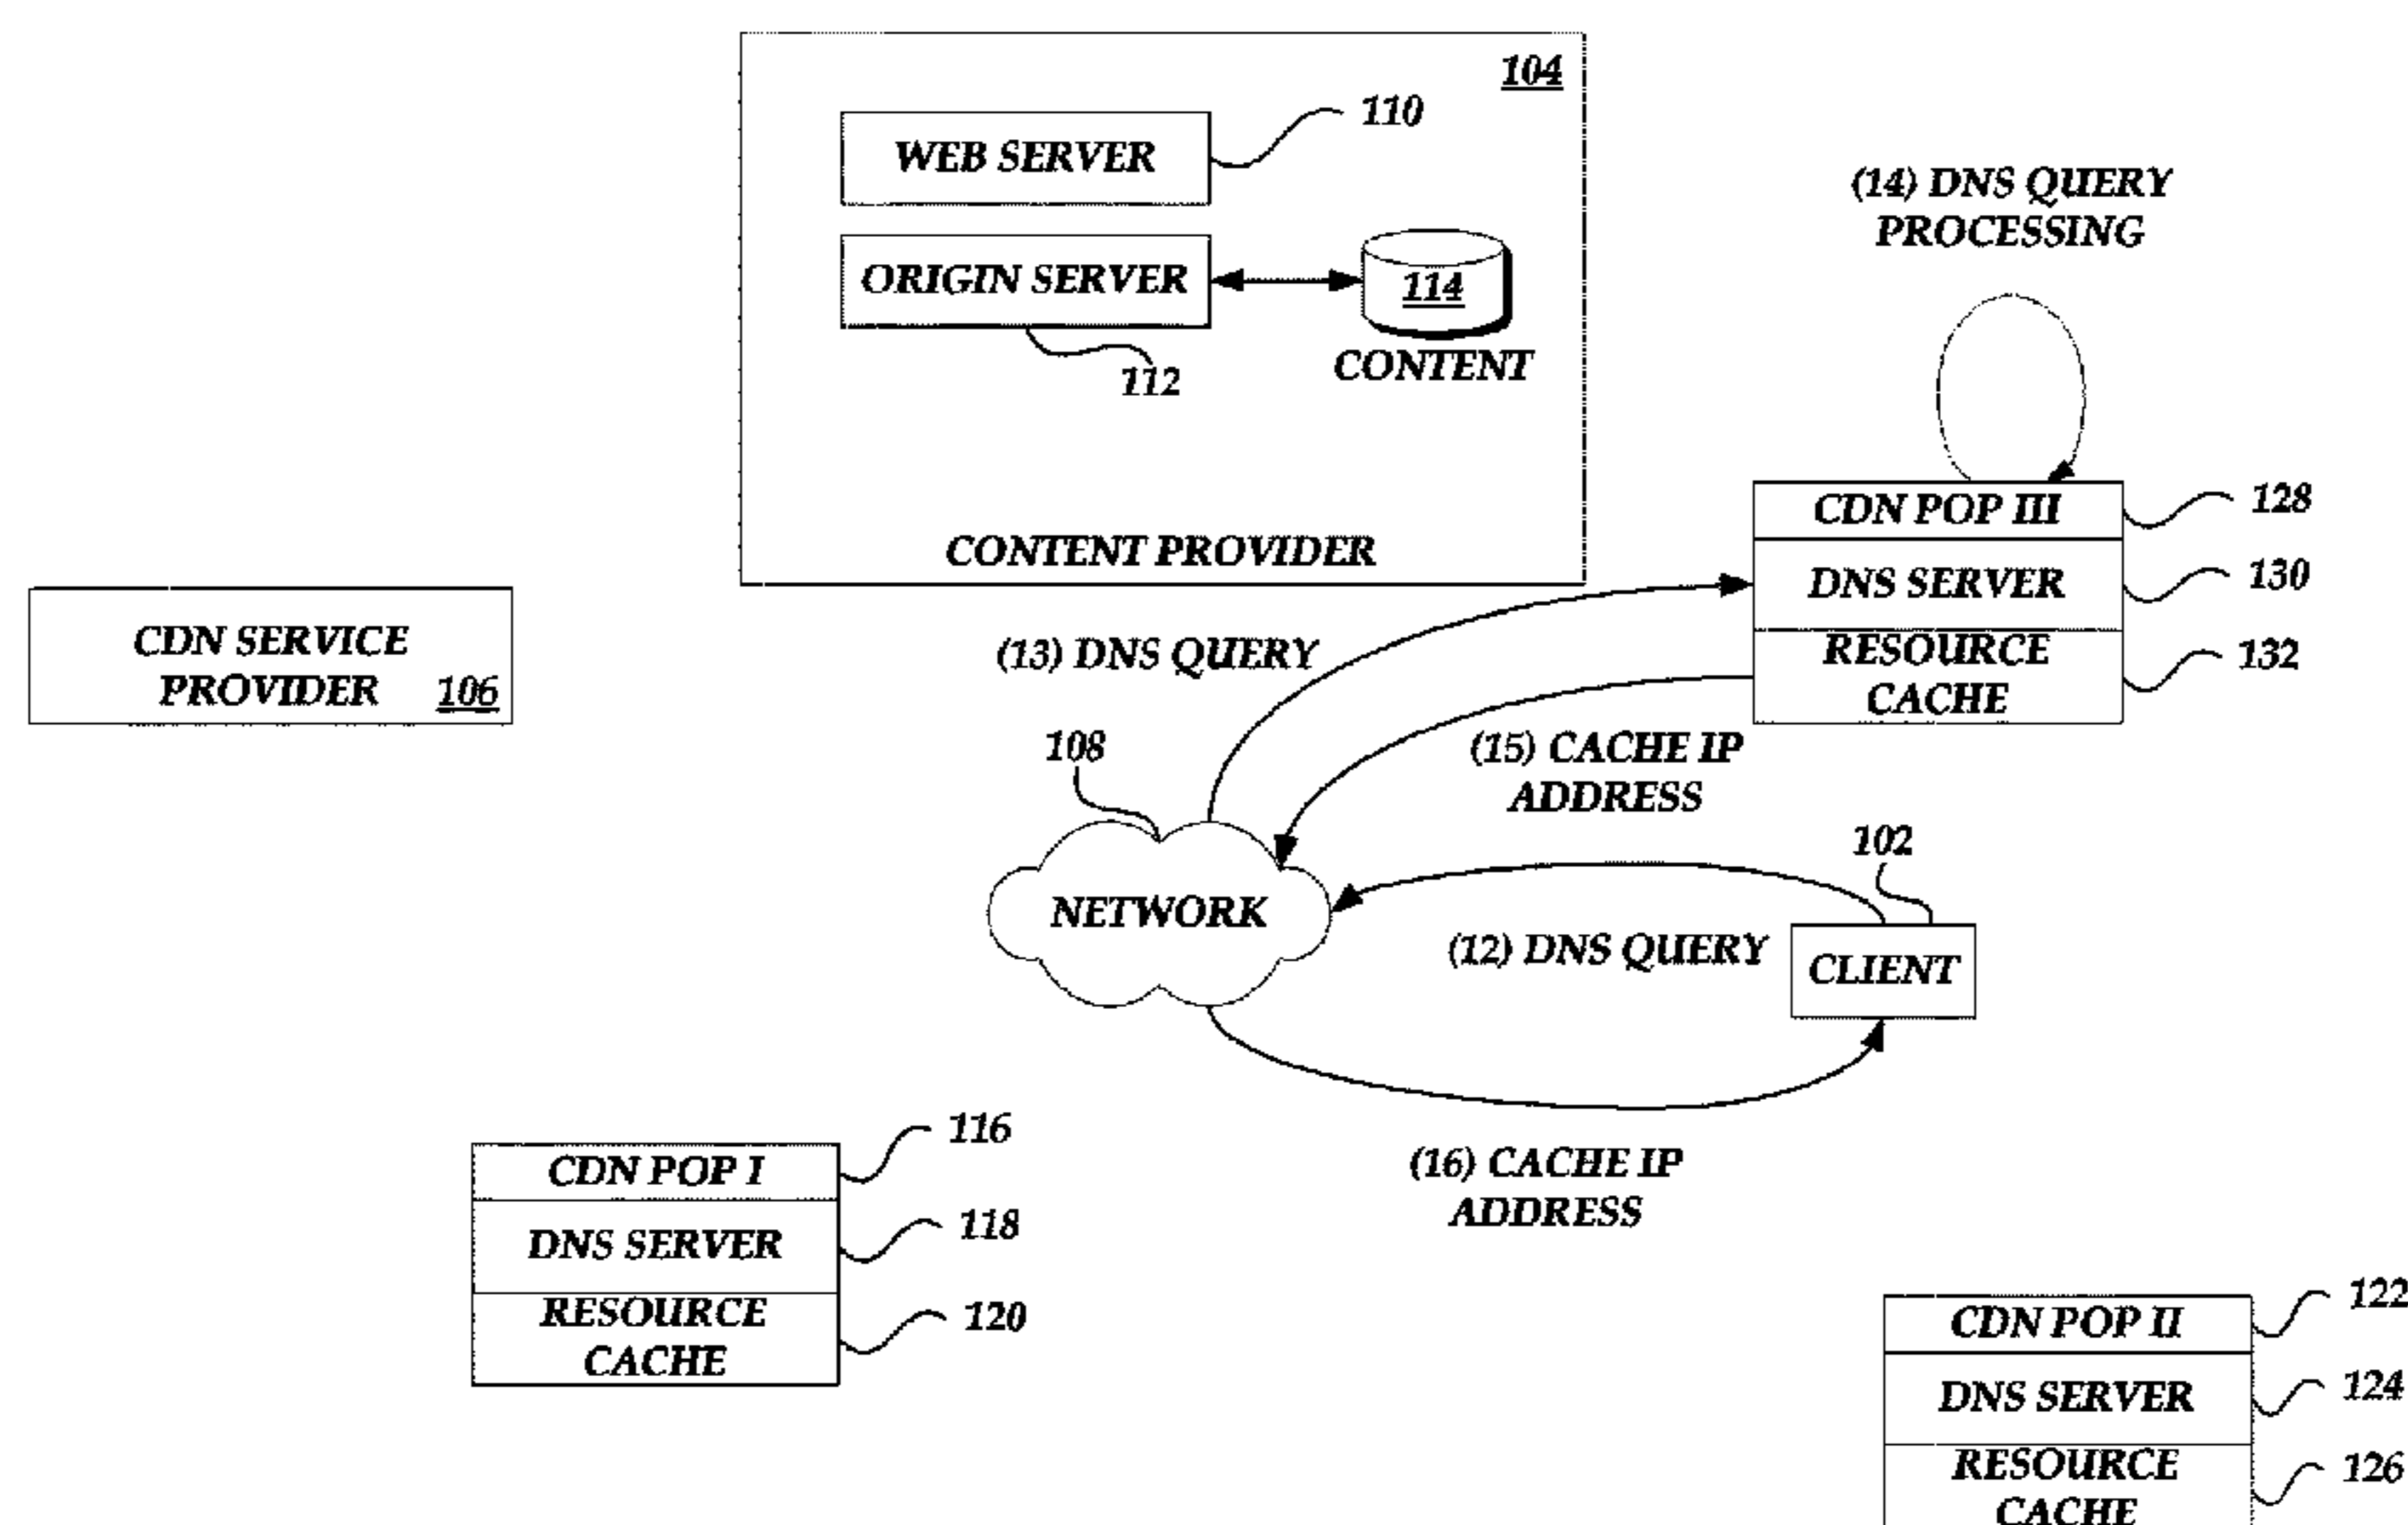 104
110
WEB SERVER
ORIGIN SERVER
114
CONTENT
112
CONTENT PROVIDER
(14) DNS QUERY
PROCESSING
CDN POP III
128
DNS SERVER
130
RESOURCE
CACHE
132
CDN SERVICE
PROVIDER
106
(13) DNS QUERY
(15) CACHE IP
ADDRESS
108
NETWORK
102
(12) DNS QUERY
CLIENT
(16) CACHE IP
ADDRESS
116
CDN POP I
118
DNS SERVER
RESOURCE
CACHE
120
122
CDN POP II
124
DNS SERVER
RESOURCE
CACHE
126